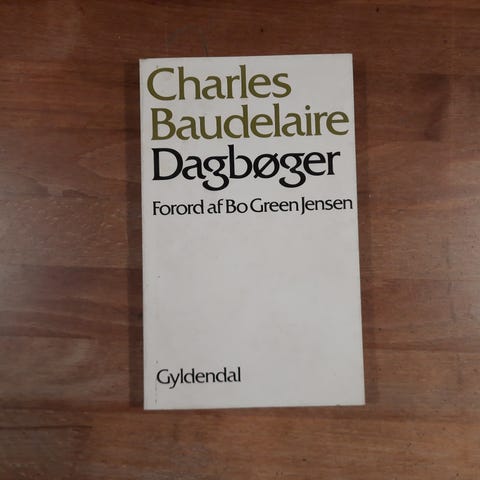 Charles
Baudelaire
Dagbøger
Forord af Bo Green Jensen
Gyldendal